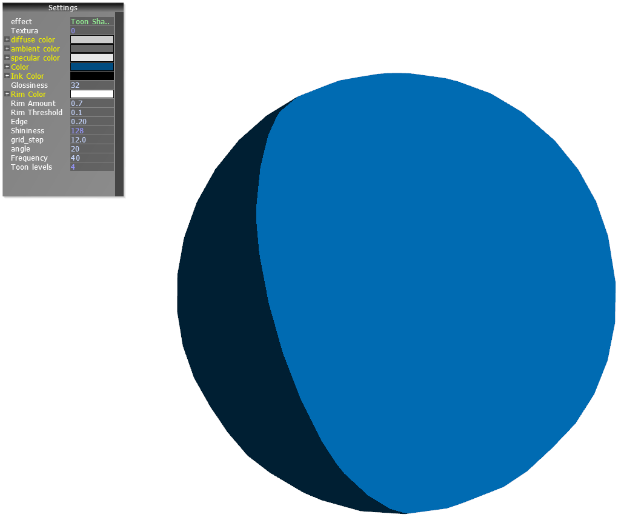 Settings
effect Toon Sha..
Textura 0
diffuse color
ambient color
specular color
Color
Ink Color
Glossiness 32
Rim Color
Rim Amount 0.7
Rim Threshold 0.1
Edge 0.20
Shininess 128
grid_step 12.0
angle 20
Frequency 40
Toon levels 4